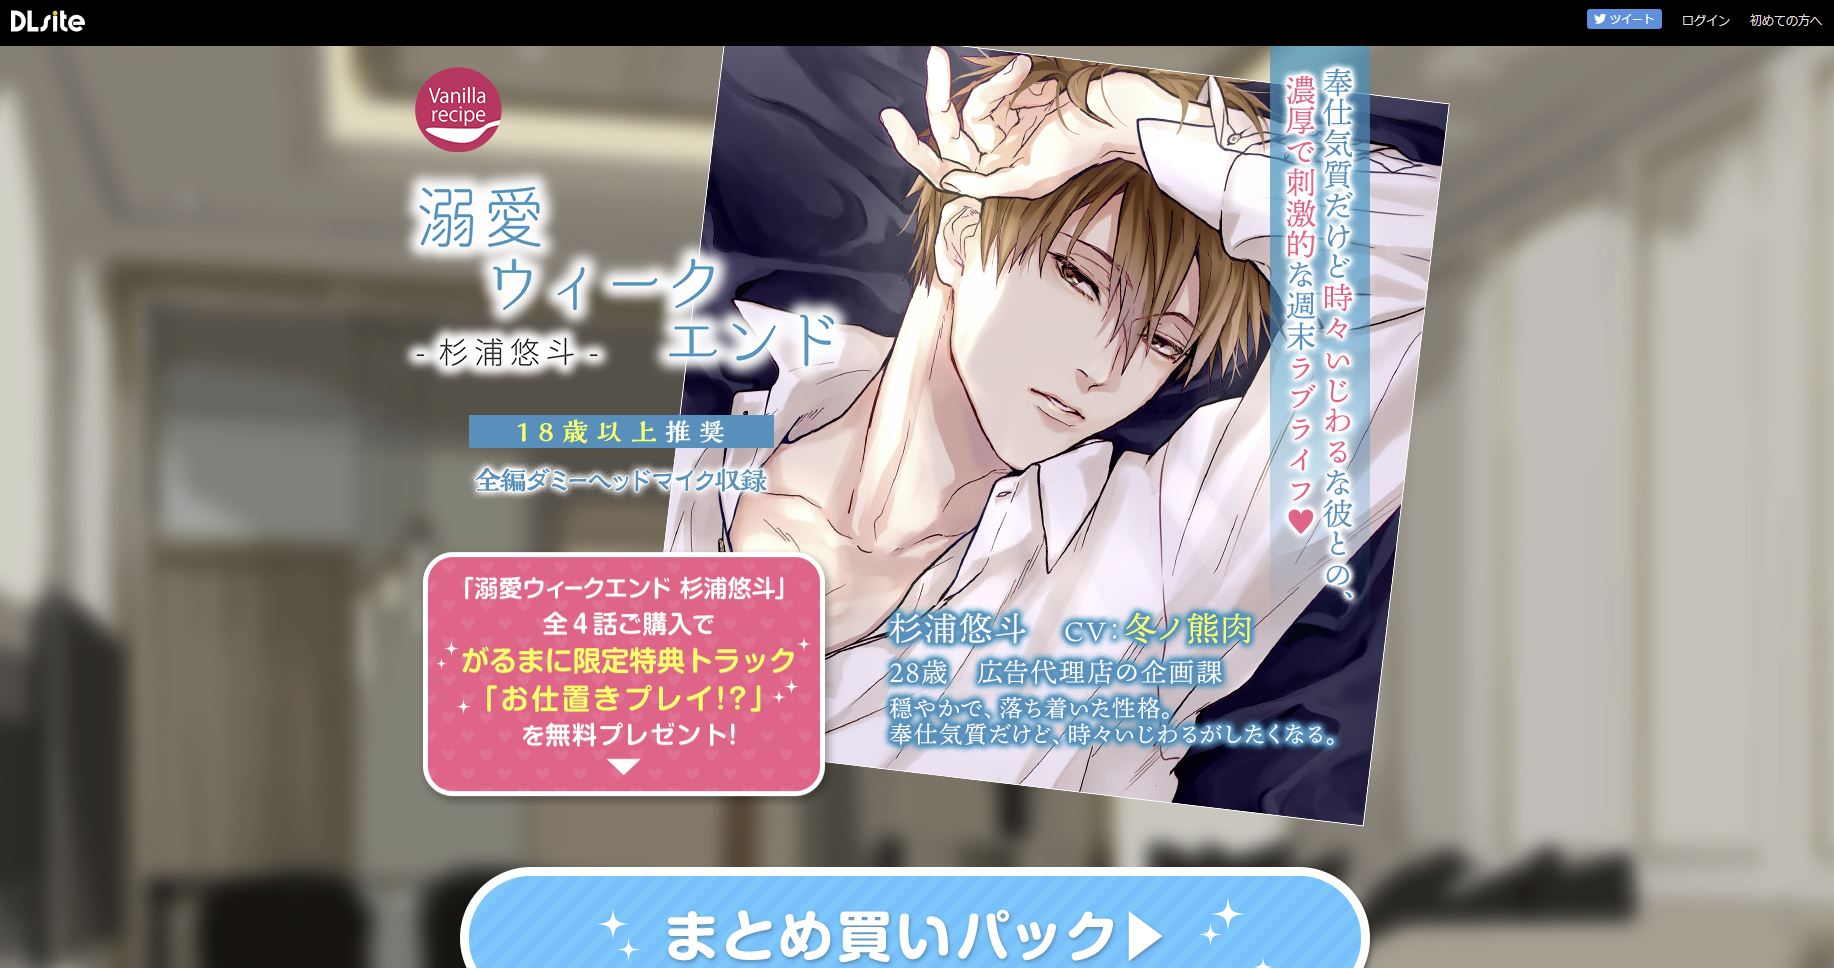 DLsite
ツイート
ログイン
初めての方へ
Vanilla
recipe
溺愛
ウィーク
エンド
- 杉浦悠斗 -
18歳以上推奨
全編ダミーヘッドマイク収録
奉仕気質だけど時々いじわるな彼との、
濃厚で刺激的な週末ラブライフ♥
「溺愛ウィークエンド 杉浦悠斗」
全4話ご購入で
がるまに限定特典トラック
「お仕置きプレイ!?」
を無料プレゼント!
杉浦悠斗 CV:冬ノ熊肉
28歳 広告代理店の企画課
穏やかで、落ち着いた性格。
奉仕気質だけど、時々いじわるがしたくなる。
まとめ買いパック▶